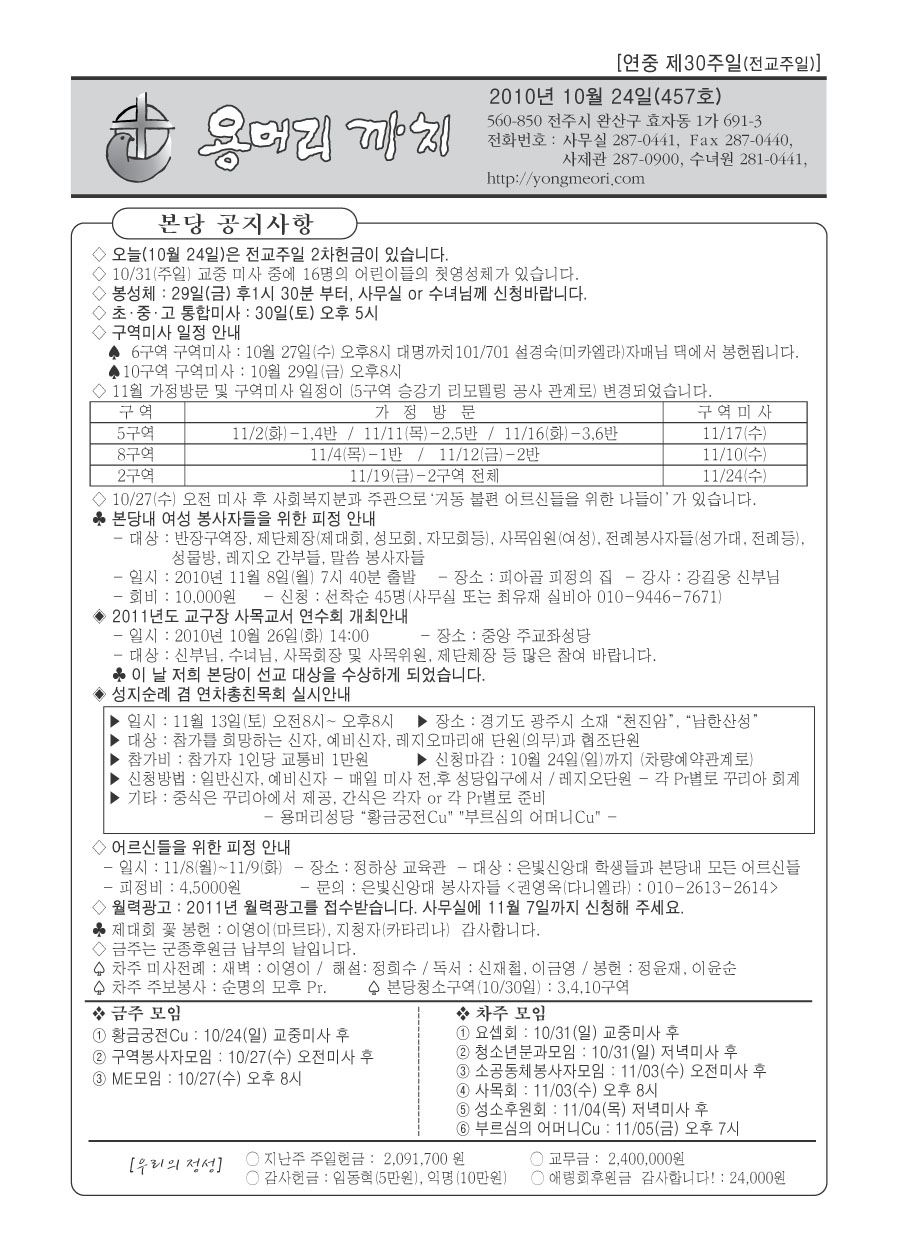 [연중 제30주일(전교주일)]
용머리 까치
2010년 10월 24일(457호)
560-850 전주시 완산구 효자동 1가 691-3
전화번호 : 사무실 287-0441, Fax 287-0440,
사제관 287-0900, 수녀원 281-0441,
http://yongmeori.com
본당 공지사항
◇ 오늘(10월 24일)은 전교주일 2차헌금이 있습니다.
◇ 10/31(주일) 교중 미사 중에 16명의 어린이들의 첫영성체가 있습니다.
◇ 봉성체 : 29일(금) 후1시 30분 부터, 사무실 or 수녀님께 신청바랍니다.
◇ 초·중·고 통합미사 : 30일(토) 오후 5시
◇ 구역미사 일정 안내
♠ 6구역 구역미사 : 10월 27일(수) 오후8시 대명까치101/701 설경숙(미카엘라)자매님 댁에서 봉헌됩니다.
♠10구역 구역미사 : 10월 29일(금) 오후8시
◇ 11월 가정방문 및 구역미사 일정이 (5구역 승강기 리모델링 공사 관계로) 변경되었습니다.
구 역 가 정 방 문 구 역 미 사
5구역 11/2(화)-1,4반 / 11/11(목)-2,5반 / 11/16(화)-3,6반 11/17(수)
8구역 11/4(목)-1반 / 11/12(금)-2반 11/10(수)
2구역 11/19(금)-2구역 전체 11/24(수)
◇ 10/27(수) 오전 미사 후 사회복지분과 주관으로 ‘거동 불편 어르신들을 위한 나들이’ 가 있습니다.
♣ 본당내 여성 봉사자들을 위한 피정 안내
- 대상 : 반장구역장, 제단체장(제대회, 성모회, 자모회등), 사목임원(여성), 전례봉사자들(성가대, 전례등),
성물방, 레지오 간부들, 말씀 봉사자들
- 일시 : 2010년 11월 8일(월) 7시 40분 출발 - 장소 : 피아골 피정의 집 - 강사 : 강길웅 신부님
- 회비 : 10,000원 - 신청 : 선착순 45명(사무실 또는 최유재 실비아 010-9446-7671)
◈ 2011년도 교구장 사목교서 연수회 개최안내
- 일시 : 2010년 10월 26일(화) 14:00 - 장소 : 중앙 주교좌성당
- 대상 : 신부님, 수녀님, 사목회장 및 사목위원, 제단체장 등 많은 참여 바랍니다.
♣ 이 날 저희 본당이 선교 대상을 수상하게 되었습니다.
◈ 성지순례 겸 연차총친목회 실시안내
▶ 일시 : 11월 13일(토) 오전8시~ 오후8시 ▶ 장소 : 경기도 광주시 소재 “천진암”, “남한산성”
▶ 대상 : 참가를 희망하는 신자, 예비신자, 레지오마리애 단원(의무)과 협조단원
▶ 참가비 : 참가자 1인당 교통비 1만원 ▶ 신청마감 : 10월 24일(일)까지 (차량예약관계로)
▶ 신청방법 : 일반신자, 예비신자 - 매일 미사 전,후 성당입구에서 / 레지오단원 - 각 Pr별로 꾸리아 회계
▶ 기타 : 중식은 꾸리아에서 제공, 간식은 각자 or 각 Pr별로 준비
- 용머리성당 “황금궁전Cu" "부르심의 어머니Cu" -
◇ 어르신들을 위한 피정 안내
- 일시 : 11/8(월)~11/9(화) - 장소 : 정하상 교육관 - 대상 : 은빛신앙대 학생들과 본당내 모든 어르신들
- 피정비 : 4,5000원 - 문의 : 은빛신앙대 봉사자들 <권영옥(다니엘라) : 010-2613-2614>
◇ 월력광고 : 2011년 월력광고를 접수받습니다. 사무실에 11월 7일까지 신청해 주세요.
♣ 제대회 꽃 봉헌 : 이영이(마르타), 지청자(카타리나) 감사합니다.
◇ 금주는 군종후원금 납부의 날입니다.
♤ 차주 미사전례 : 새벽 : 이영이 / 해설: 정희수 / 독서 : 신재철, 이금영 / 봉헌 : 정윤재, 이윤순
♤ 차주 주보봉사 : 순명의 모후 Pr. ♤ 본당청소구역(10/30일) : 3,4,10구역
❖ 금주 모임
① 황금궁전Cu : 10/24(일) 교중미사 후
② 구역봉사자모임 : 10/27(수) 오전미사 후
③ ME모임 : 10/27(수) 오후 8시
❖ 차주 모임
① 요셉회 : 10/31(일) 교중미사 후
② 청소년분과모임 : 10/31(일) 저녁미사 후
③ 소공동체봉사자모임 : 11/03(수) 오전미사 후
④ 사목회 : 11/03(수) 오후 8시
⑤ 성소후원회 : 11/04(목) 저녁미사 후
⑥ 부르심의 어머니Cu : 11/05(금) 오후 7시
[우리의 정성] ○ 지난주 주일헌금 : 2,091,700 원 ○ 교무금 : 2,400,000원
○ 감사헌금 : 임동혁(5만원), 익명(10만원) ○ 애령회후원금 감사합니다! : 24,000원